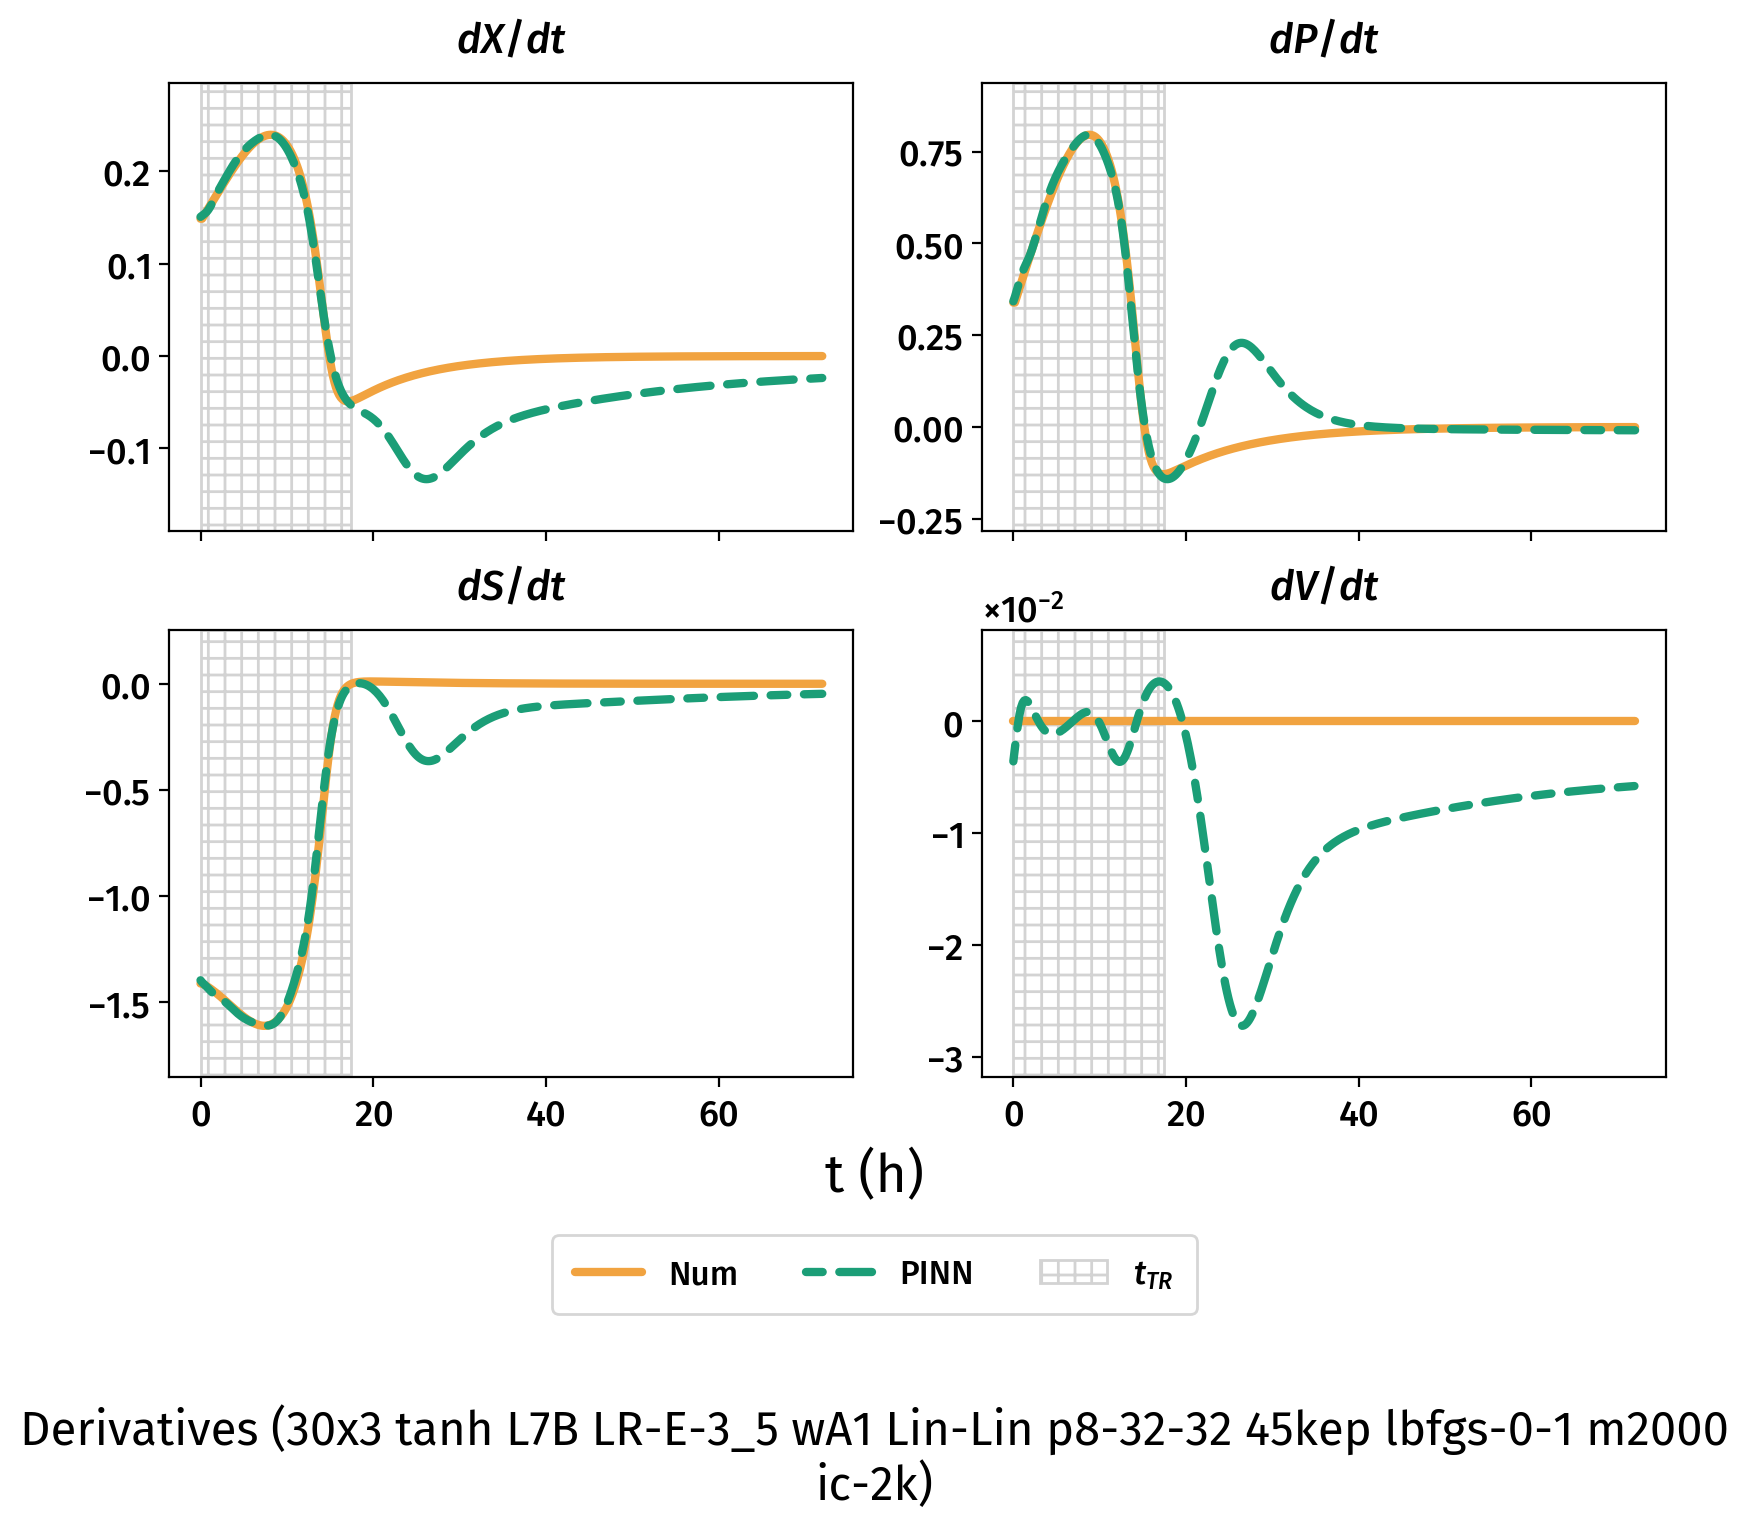 dX/dt
dP/dt
0.2
0.1
0.0
−0.1
0.75
0.50
0.25
0.00
−0.25
dS/dt
dV/dt
×10⁻²
0.0
−0.5
−1.0
−1.5
0
−1
−2
−3
0 20 40 60
0 20 40 60
t (h)
Num PINN t_TR
Derivatives (30x3 tanh L7B LR-E-3_5 wA1 Lin-Lin p8-32-32 45kep lbfgs-0-1 m2000
ic-2k)